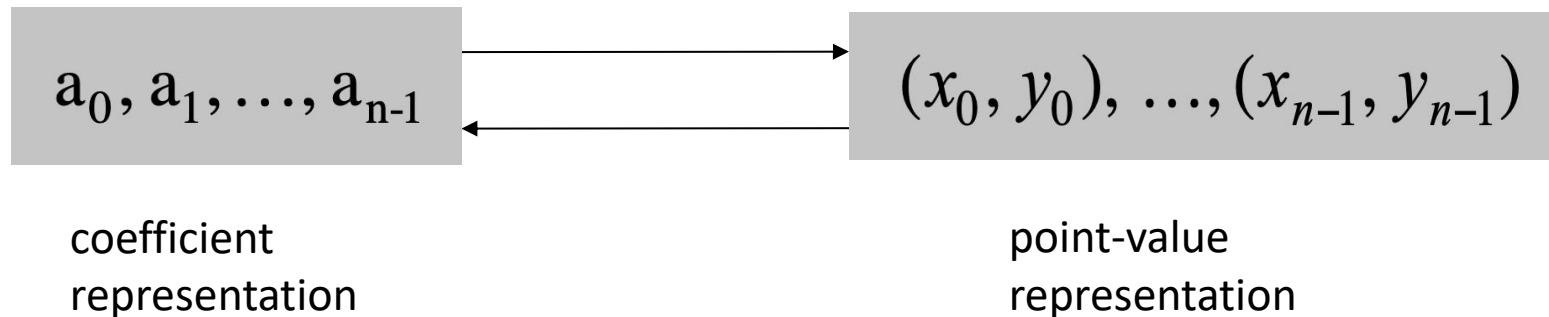 a₀, a₁, …, aₙ₋₁
(x₀, y₀), …, (xₙ₋₁, yₙ₋₁)
coefficient
representation
point-value
representation